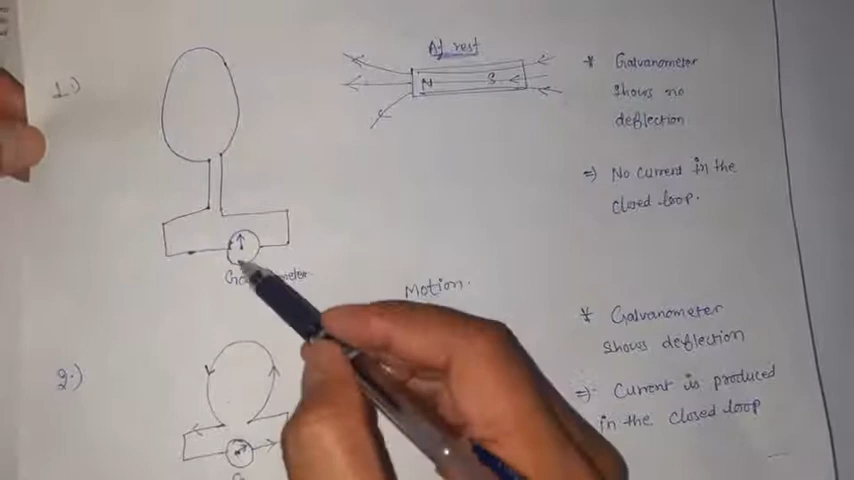 1.)
At rest
N S
* Galvanometer
shows no
deflection
=) No current in the
closed loop.
Motion.
2.)
* Galvanometer
shows deflection
=) Current is produced
in the closed loop